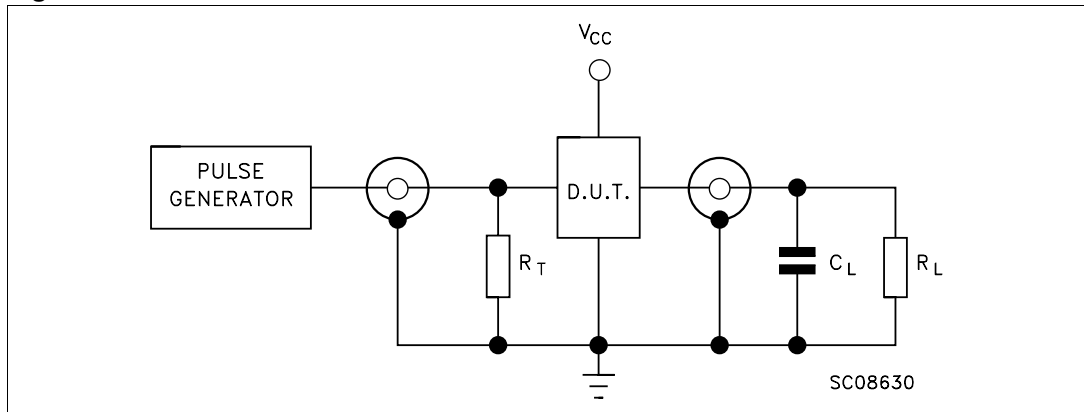 VCC
PULSE
GENERATOR
D.U.T.
RT
CL
RL
SC08630